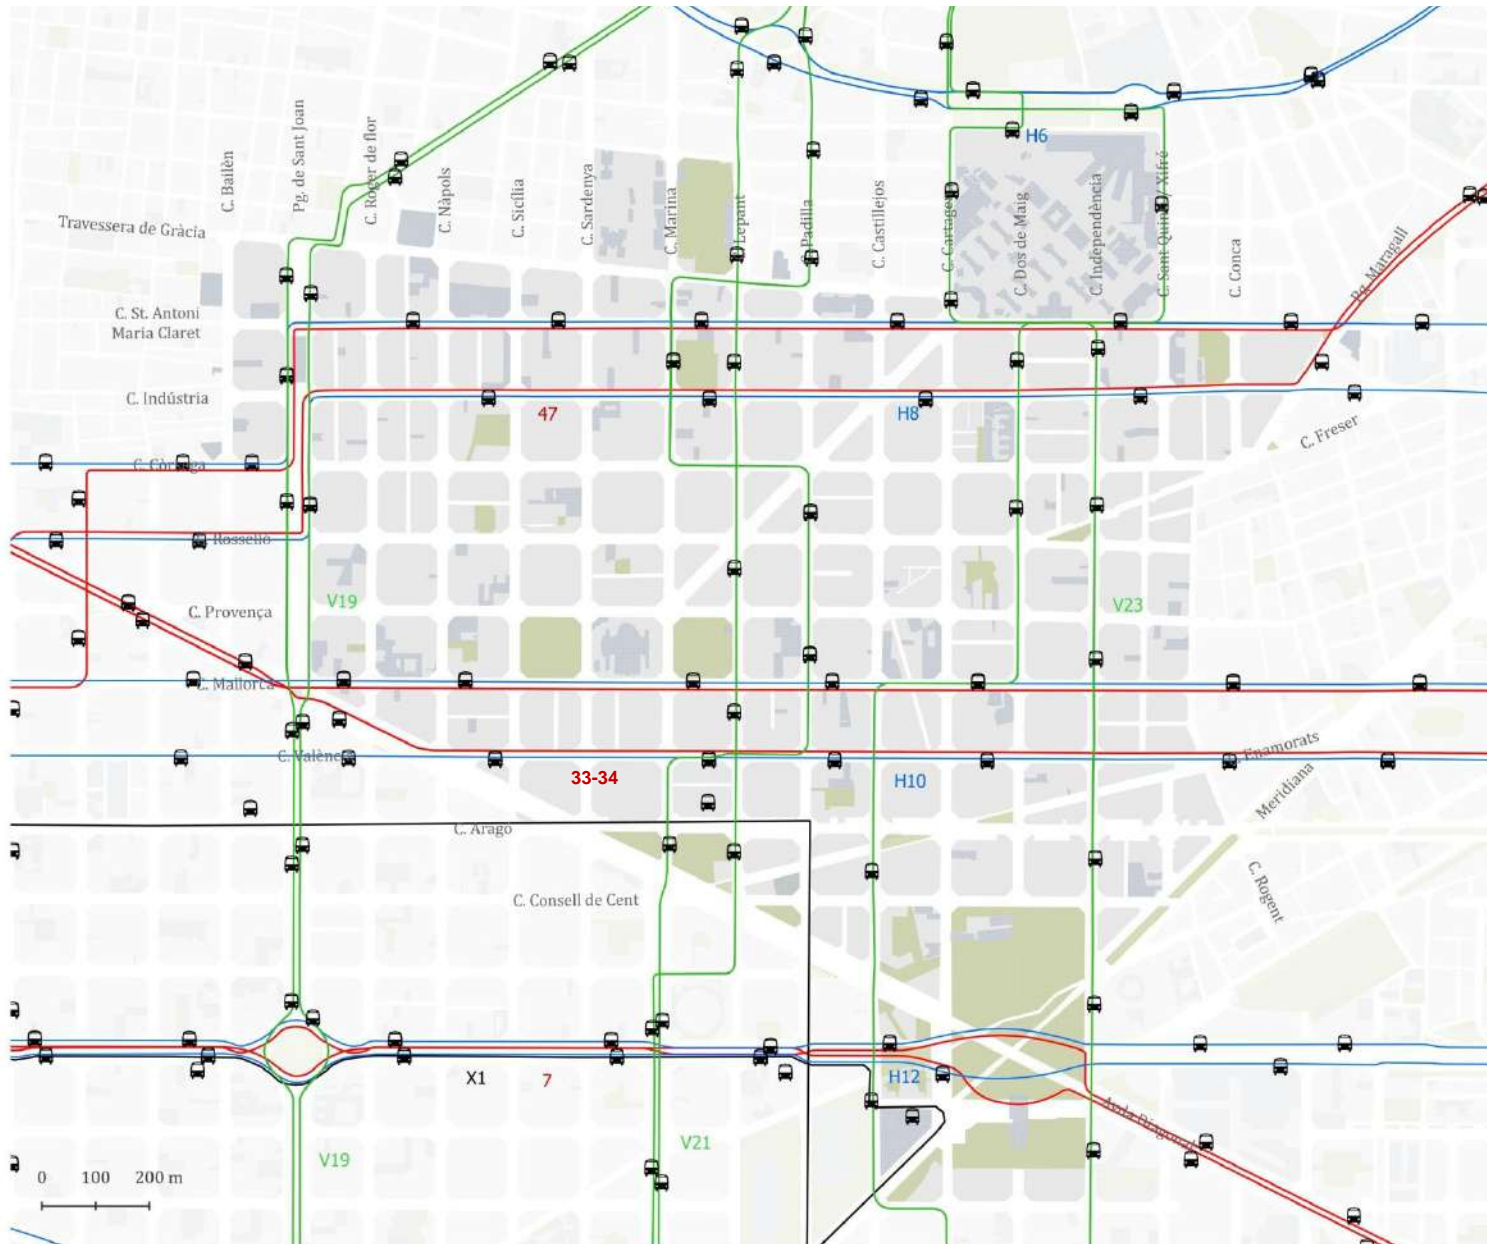 H6
C. Bailèn
Pg. de Sant Joan
C. Roger de flor
C. Nàpols
C. Sicília
C. Sardenya
C. Marina
Lepant
Padilla
C. Castillejos
C. Cartagena
C. Dos de Maig
C. Independència
C. Sant Quintí / Xifré
C. Conca
Pg. Maragall
Travessera de Gràcia
C. St. Antoni
Maria Claret
C. Indústria
47
H8
C. Freser
C. Còrsega
Rosselló
V19
C. Provença
V23
C. Mallorca
C. València
33-34
H10
Enamorats
Meridiana
C. Aragó
C. Consell de Cent
C. Rogent
X1
7
H12
Avda Diagonal
V21
V19
0 100 200 m